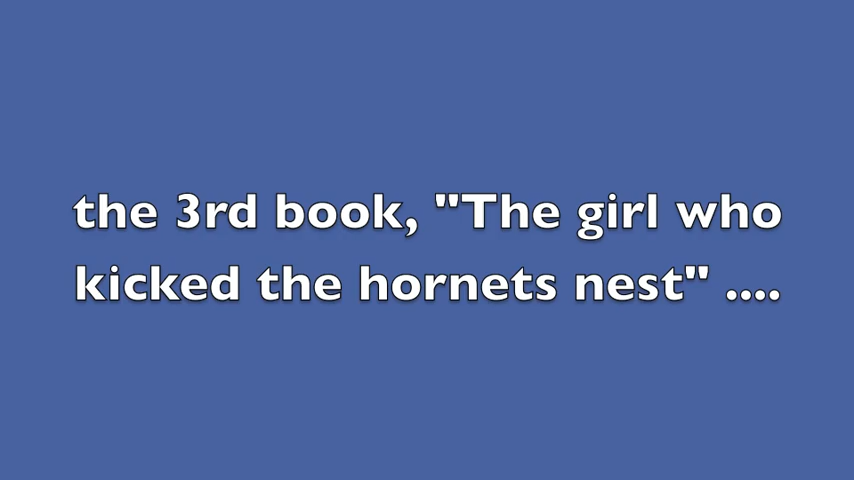 the 3rd book, "The girl who
kicked the hornets nest" ....